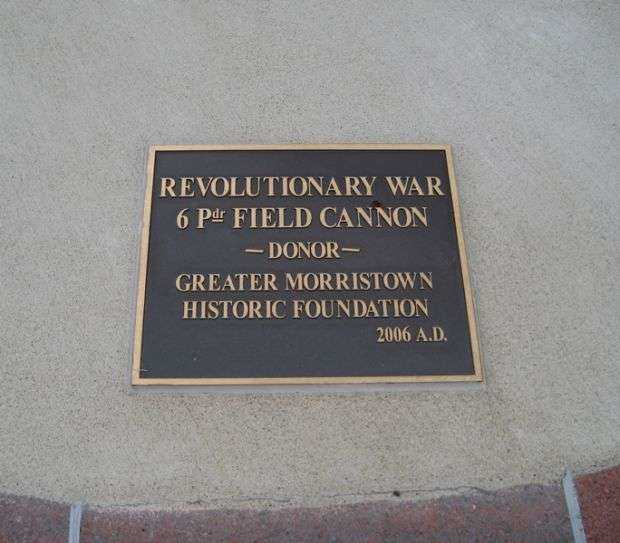 REVOLUTIONARY WAR
6 Pdr FIELD CANNON
—DONOR—
GREATER MORRISTOWN
HISTORIC FOUNDATION
2006 A.D.